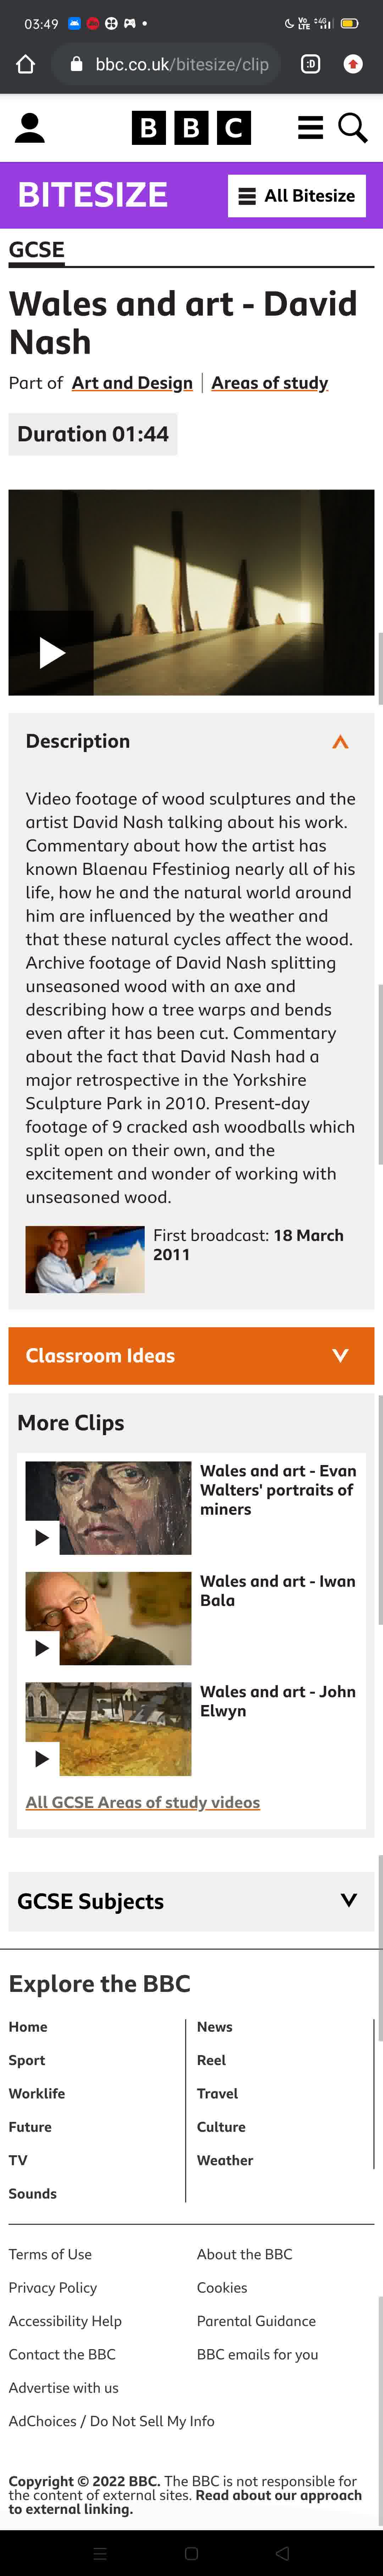 03:49
Vo LTE 4G
bbc.co.uk/bitesize/clip
:D
BBC
BITESIZE
All Bitesize
GCSE
Wales and art - David
Nash
Part of Art and Design | Areas of study
Duration 01:44
Description
Video footage of wood sculptures and the
artist David Nash talking about his work.
Commentary about how the artist has
known Blaenau Ffestiniog nearly all of his
life, how he and the natural world around
him are influenced by the weather and
that these natural cycles affect the wood.
Archive footage of David Nash splitting
unseasoned wood with an axe and
describing how a tree warps and bends
even after it has been cut. Commentary
about the fact that David Nash had a
major retrospective in the Yorkshire
Sculpture Park in 2010. Present-day
footage of 9 cracked ash woodballs which
split open on their own, and the
excitement and wonder of working with
unseasoned wood.
First broadcast: 18 March
2011
Classroom Ideas
More Clips
Wales and art - Evan
Walters' portraits of
miners
Wales and art - Iwan
Bala
Wales and art - John
Elwyn
All GCSE Areas of study videos
GCSE Subjects
Explore the BBC
Home
News
Sport
Reel
Worklife
Travel
Future
Culture
TV
Weather
Sounds
Terms of Use
About the BBC
Privacy Policy
Cookies
Accessibility Help
Parental Guidance
Contact the BBC
BBC emails for you
Advertise with us
AdChoices / Do Not Sell My Info
Copyright © 2022 BBC. The BBC is not responsible for
the content of external sites. Read about our approach
to external linking.